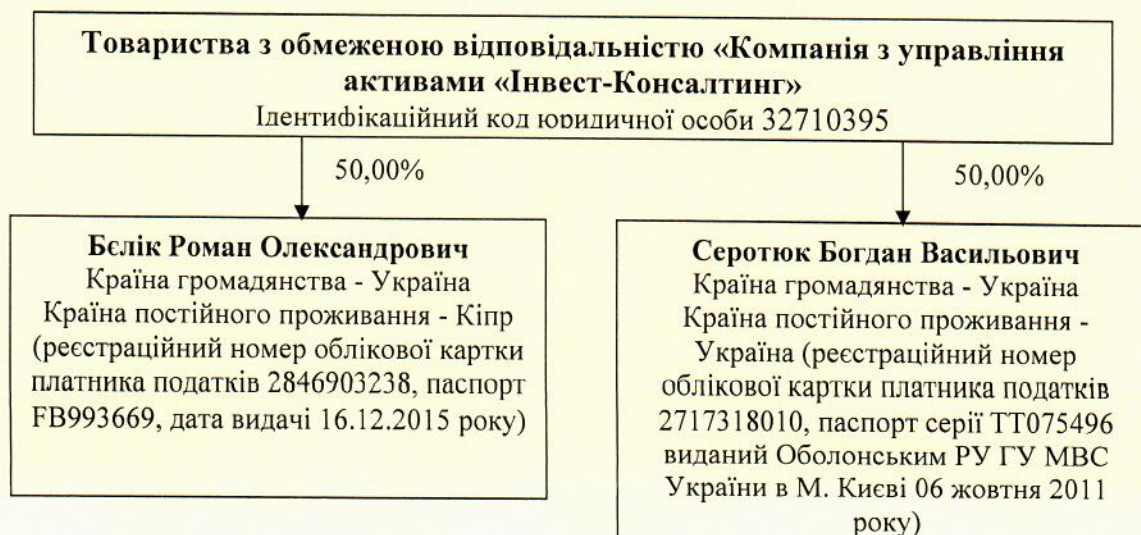 Товариства з обмеженою відповідальністю «Компанія з управління
активами «Інвест-Консалтинг»
Ідентифікаційний код юридичної особи 32710395
50,00%
50,00%
Бєлік Роман Олександрович
Країна громадянства - Україна
Країна постійного проживання - Кіпр
(реєстраційний номер облікової картки
платника податків 2846903238, паспорт
FB993669, дата видачі 16.12.2015 року)
Серотюк Богдан Васильович
Країна громадянства - Україна
Країна постійного проживання -
Україна (реєстраційний номер
облікової картки платника податків
2717318010, паспорт серії ТТ075496
виданий Оболонським РУ ГУ МВС
України в М. Києві 06 жовтня 2011
року)